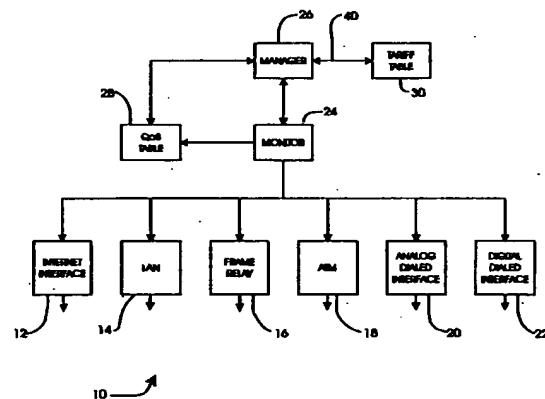 26
40
MANAGER
TARIFF
TABLE
30
28
24
QoS
TABLE
MONITOR
INTERNET
INTERFACE
LAN
FRAME
RELAY
ATM
ANALOG
DIALED
INTERFACE
DIGITAL
DIALED
INTERFACE
12
14
16
18
20
22
10